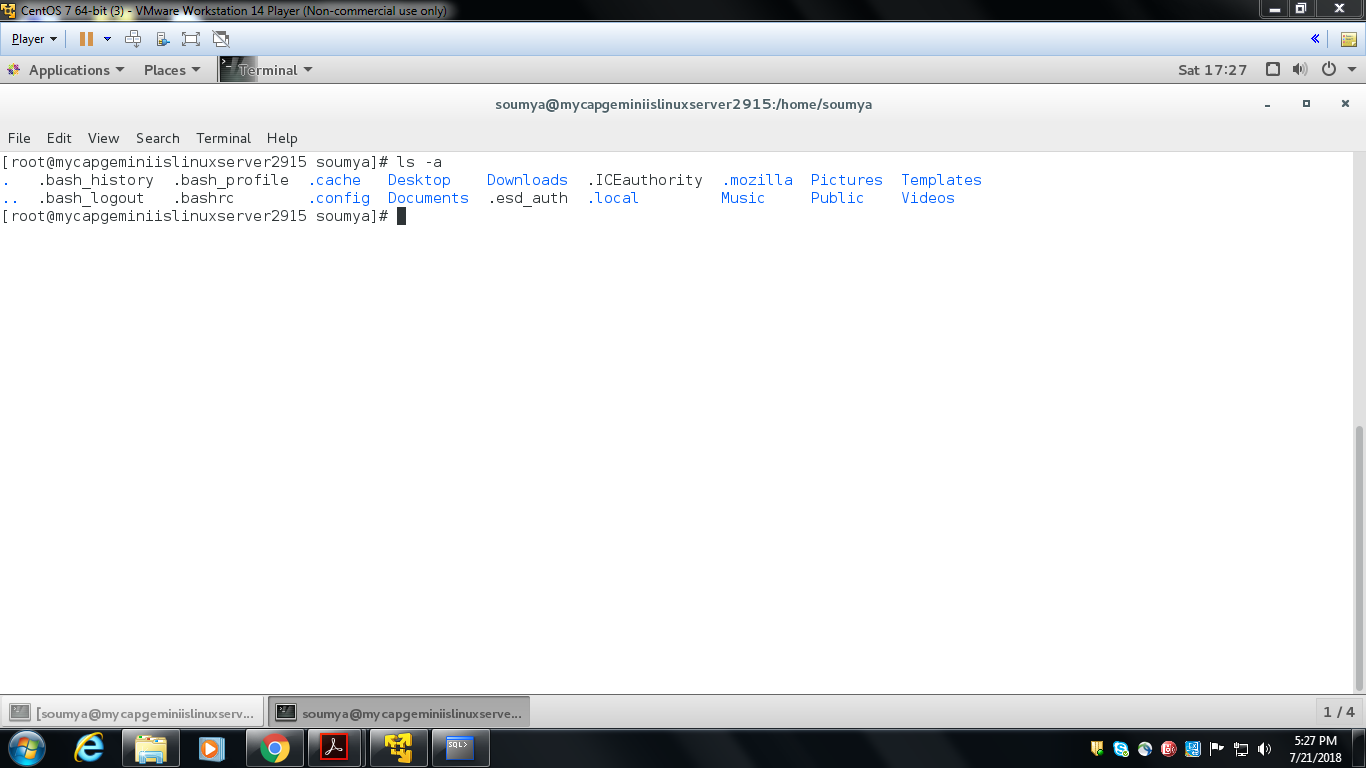 CentOS 7 64-bit (3) - VMware Workstation 14 Player (Non-commercial use only)
Player
Applications Places Terminal Sat 17:27
soumya@mycapgeminiislinuxserver2915:/home/soumya
File Edit View Search Terminal Help
[root@mycapgeminiislinuxserver2915 soumya]# ls -a
. .bash_history .bash_profile .cache Desktop Downloads .ICEauthority .mozilla Pictures Templates
.. .bash_logout .bashrc .config Documents .esd_auth .local Music Public Videos
[root@mycapgeminiislinuxserver2915 soumya]#
[soumya@mycapgeminiislinuxserv... soumya@mycapgeminiislinuxserve... 1 / 4
SQL>
5:27 PM
7/21/2018